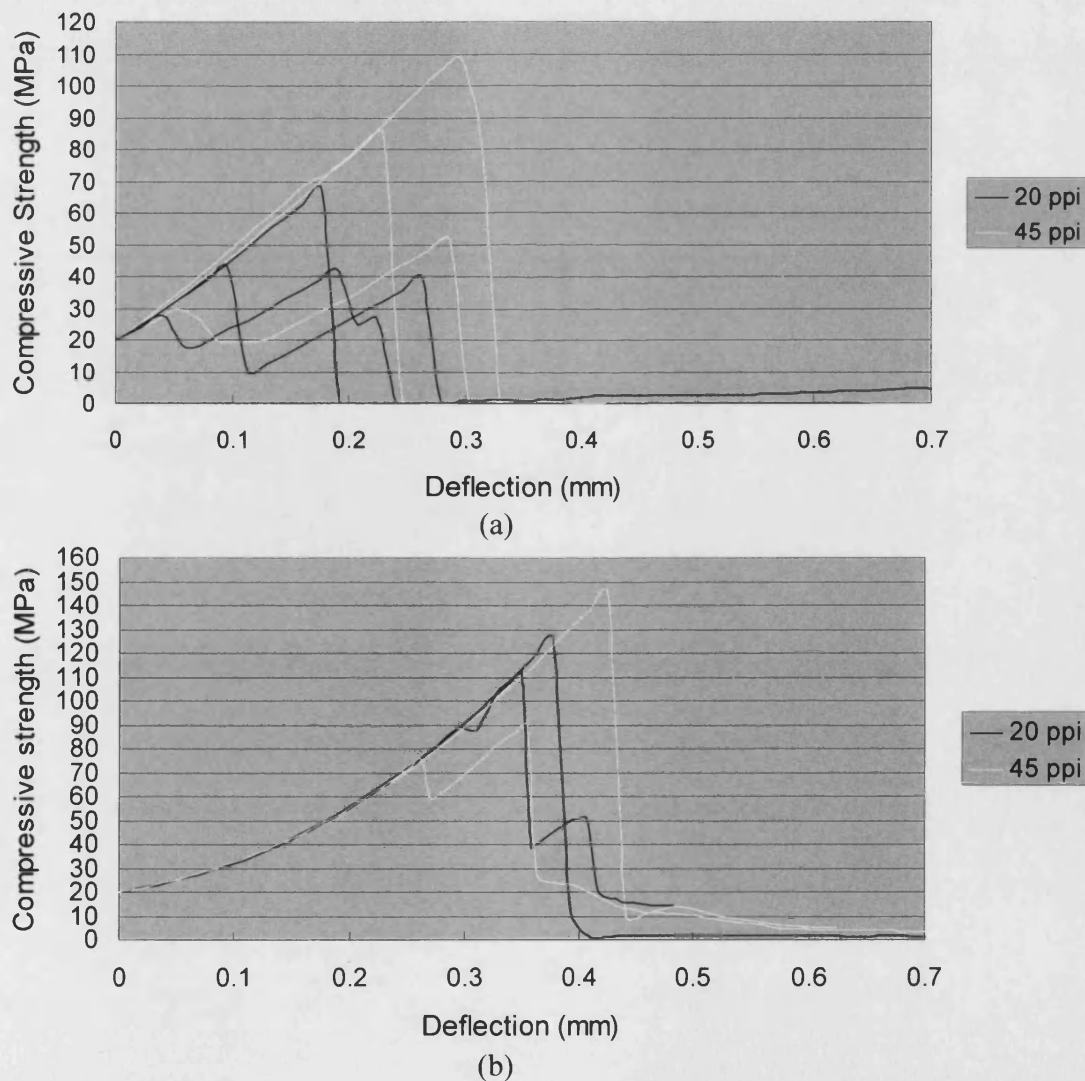 Compressive Strength (MPa)
120
110
100
90
80
70
60
50
40
30
20
10
0
0 0.1 0.2 0.3 0.4 0.5 0.6 0.7
Deflection (mm)
20 ppi
45 ppi
(a)
Compressive strength (MPa)
160
150
140
130
120
110
100
90
80
70
60
50
40
30
20
10
0
0 0.1 0.2 0.3 0.4 0.5 0.6 0.7
Deflection (mm)
20 ppi
45 ppi
(b)